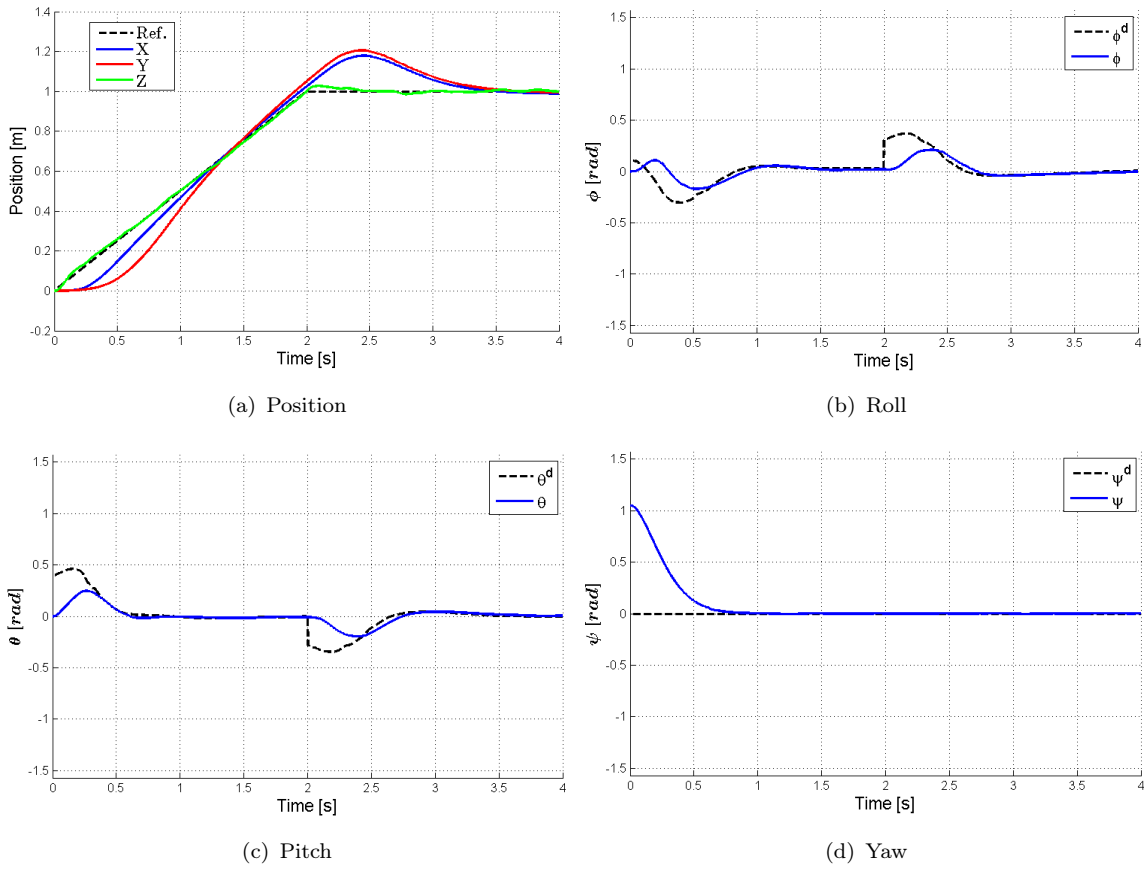 1.4
1.2
1
0.8
0.6
0.4
0.2
0
-0.2
Position [m]
Ref.
X
Y
Z
0 0.5 1 1.5 2 2.5 3 3.5 4
Time [s]
(a) Position
1.5
1
0.5
0
-0.5
-1
-1.5
ϕ [rad]
ϕd
ϕ
0 0.5 1 1.5 2 2.5 3 3.5 4
Time [s]
(b) Roll
1.5
1
0.5
0
-0.5
-1
-1.5
θ [rad]
θd
θ
0 0.5 1 1.5 2 2.5 3 3.5 4
Time [s]
(c) Pitch
1.5
1
0.5
0
-0.5
-1
-1.5
ψ [rad]
ψd
ψ
0 0.5 1 1.5 2 2.5 3 3.5 4
Time [s]
(d) Yaw